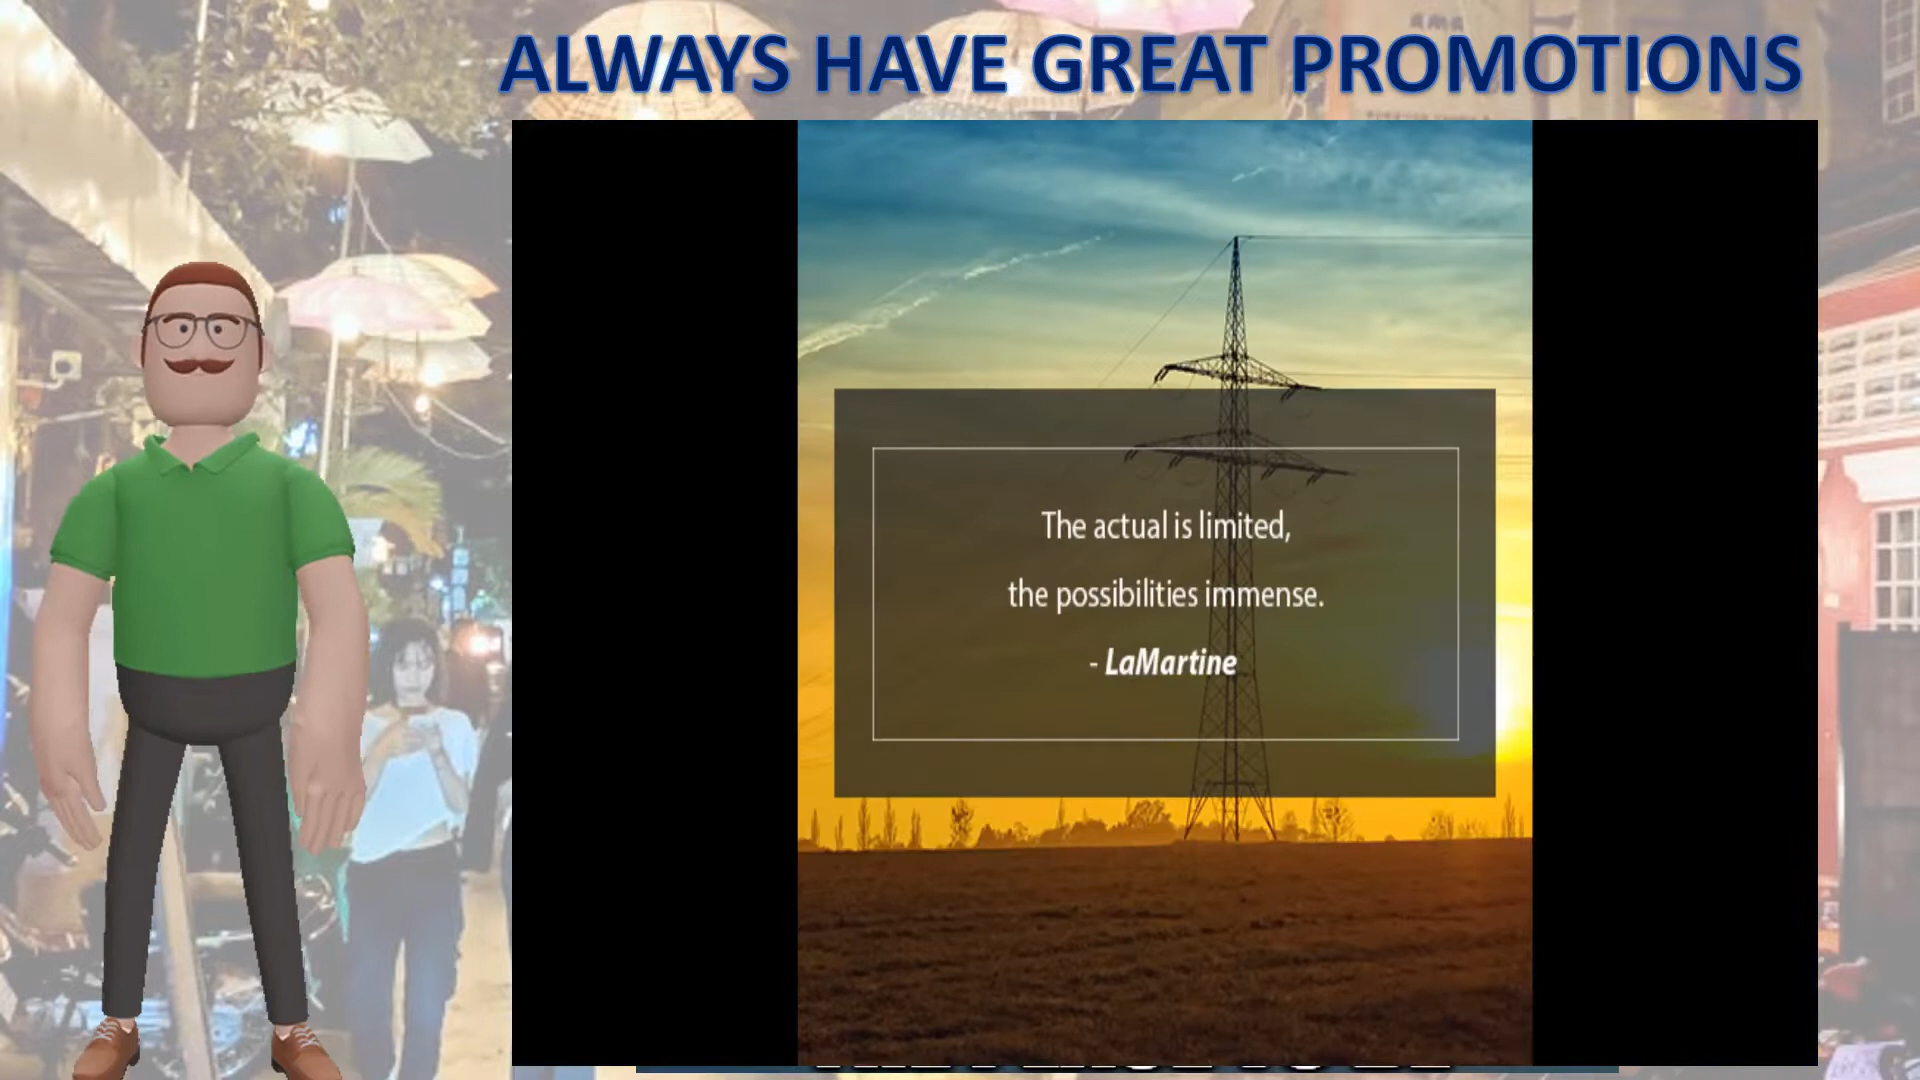 ALWAYS HAVE GREAT PROMOTIONS
The actual is limited,
the possibilities immense.
- LaMartine